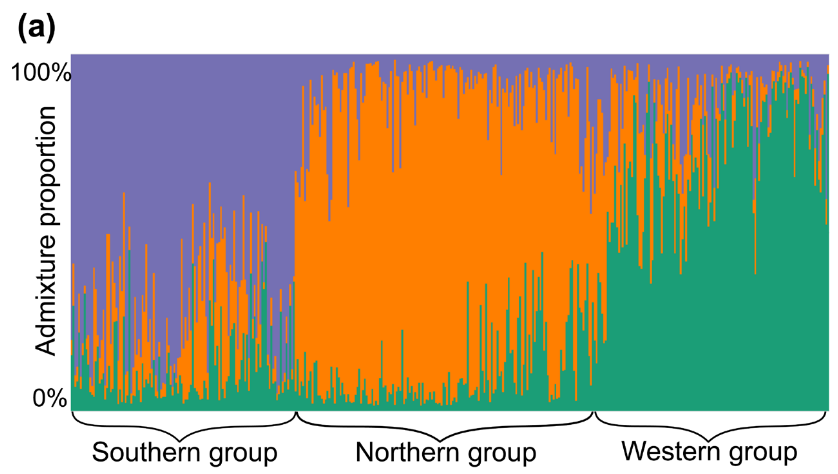 (a)
100%
Admixture proportion
0%
Southern group
Northern group
Western group